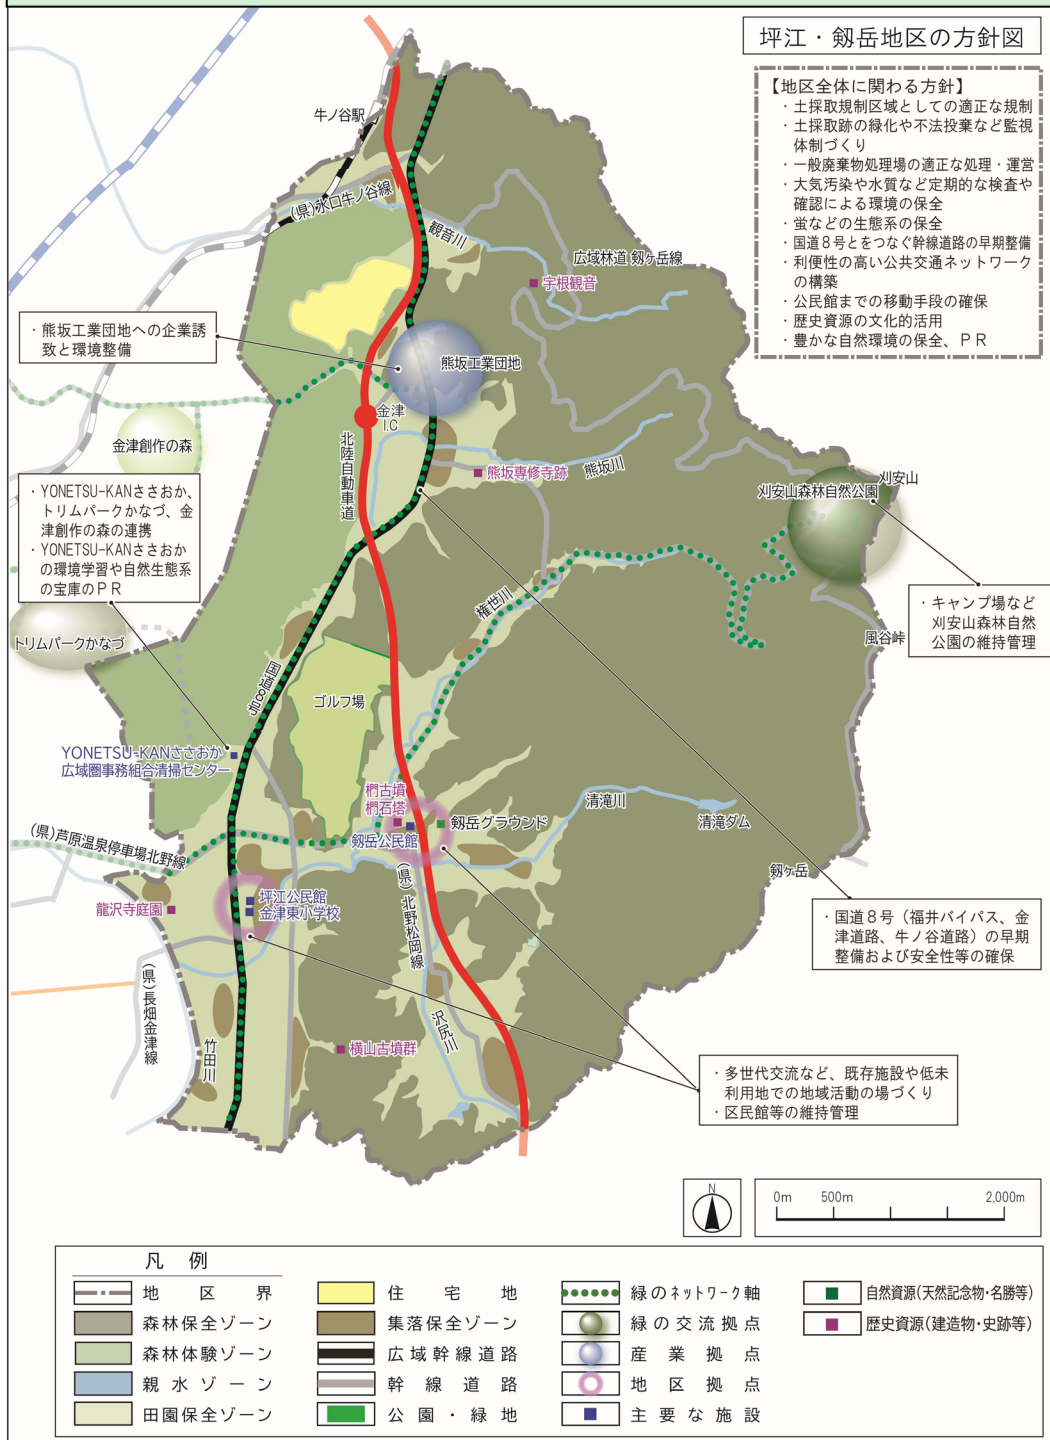 坪江・剱岳地区の方針図
【地区全体に関わる方針】
・土採取規制区域としての適正な規制
・土採取跡の緑化や不法投棄など監視
体制づくり
・一般廃棄物処理場の適正な処理・運営
・大気汚染や水質など定期的な検査や
確認による環境の保全
・蛍などの生態系の保全
・国道8号とをつなぐ幹線道路の早期整備
・利便性の高い公共交通ネットワーク
の構築
・公民館までの移動手段の確保
・歴史資源の文化的活用
・豊かな自然環境の保全、PR
牛ノ谷駅
(県)水口牛ノ谷線
観音川
広域林道 剱ヶ岳線
宇根観音
・熊坂工業団地への企業誘
致と環境整備
熊坂工業団地
金津
I.C
北陸自動車道
金津創作の森
熊坂専修寺跡
熊坂川
刈安山
刈安山森林自然公園
・YONETSU-KANささおか、
トリムパークかなづ、金
津創作の森の連携
・YONETSU-KANささおか
の環境学習や自然生態系
の宝庫のPR
権世川
・キャンプ場など
刈安山森林自然
公園の維持管理
風谷峠
トリムパークかなづ
国道8号
ゴルフ場
YONETSU-KANささおか
広域圏事務組合清掃センター
椚古墳
椚石塔
剱岳グラウンド
剱岳公民館
清滝川
清滝ダム
(県)芦原温泉停車場北野線
剱ヶ岳
坪江公民館
金津東小学校
龍沢寺庭園
(県)北野松岡線
・国道8号（福井バイパス、金
津道路、牛ノ谷道路）の早期
整備および安全性等の確保
(県)長畑金津線
竹田川
沢尻川
横山古墳群
・多世代交流など、既存施設や低未
利用地での地域活動の場づくり
・区民館等の維持管理
N
0m 500m 2,000m
凡 例
地区界
森林保全ゾーン
森林体験ゾーン
親水ゾーン
田園保全ゾーン
住宅地
集落保全ゾーン
広域幹線道路
幹線道路
公園・緑地
緑のネットワーク軸
緑の交流拠点
産業拠点
地区拠点
主要な施設
自然資源(天然記念物・名勝等)
歴史資源(建造物・史跡等)